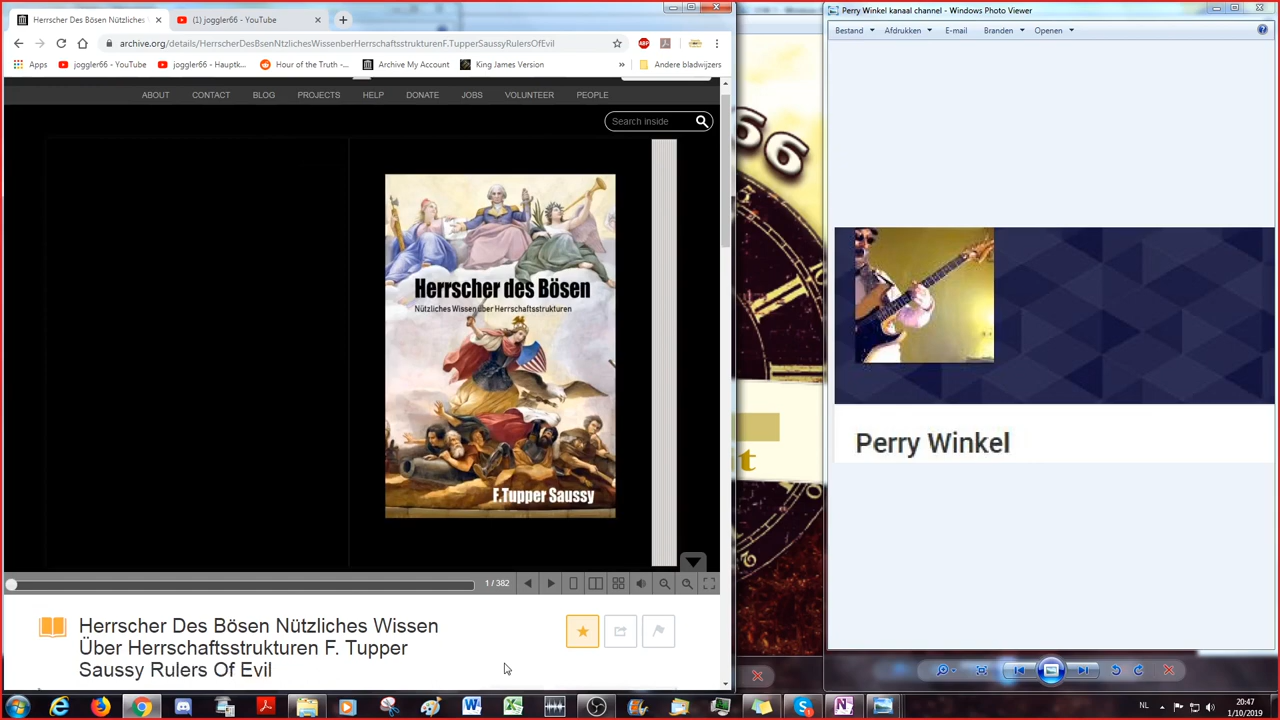 Herrscher Des Bösen Nützliches
(1) joggler66 - YouTube
archive.org/details/HerrscherDesBsenNtzlichesWissenberHerrschaftsstrukturenF.TupperSaussyRulersOfEvil
Apps
joggler66 - YouTube
joggler66 - Hauptk...
Hour of the Truth -...
Archive My Account
King James Version
»
Andere bladwijzers
ABOUT CONTACT BLOG PROJECTS HELP DONATE JOBS VOLUNTEER PEOPLE
Search inside
Herrscher des Bösen
Nützliches Wissen über Herrschaftsstrukturen
F.Tupper Saussy
1 / 382
Herrscher Des Bösen Nützliches Wissen
Über Herrschaftsstrukturen F. Tupper
Saussy Rulers Of Evil
66
t
Perry Winkel kanaal channel - Windows Photo Viewer
Bestand Afdrukken E-mail Branden Openen
Perry Winkel
NL
20:47
1/10/2019